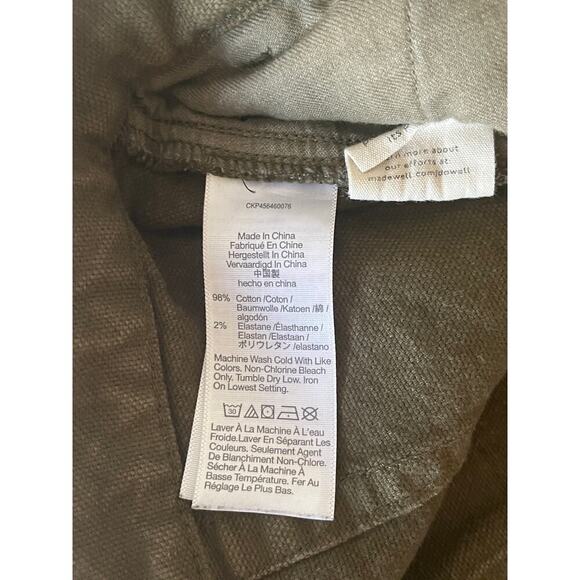 CKP456460076
Made in China
Fabriqué En Chine
Hergestellt In China
Vervaardigd In China
中国製
hecho en china
98% Cotton /Coton /
Baumwolle /Katoen /綿 /
algodón
2% Elastane /Élasthanne /
Elastan /Elastaan /
ポリウレタン /elastano
Machine Wash Cold With Like
Colors. Non-Chlorine Bleach
Only. Tumble Dry Low. Iron
On Lowest Setting.
30
Laver À La Machine À L'eau
Froide.Laver En Séparant Les
Couleurs. Seulement Agent
De Blanchiment Non-Chlore.
Sécher À La Machine À
Basse Température. Fer Au
Réglage Le Plus Bas.
its
more about
our efforts at:
madewell.com/dowell